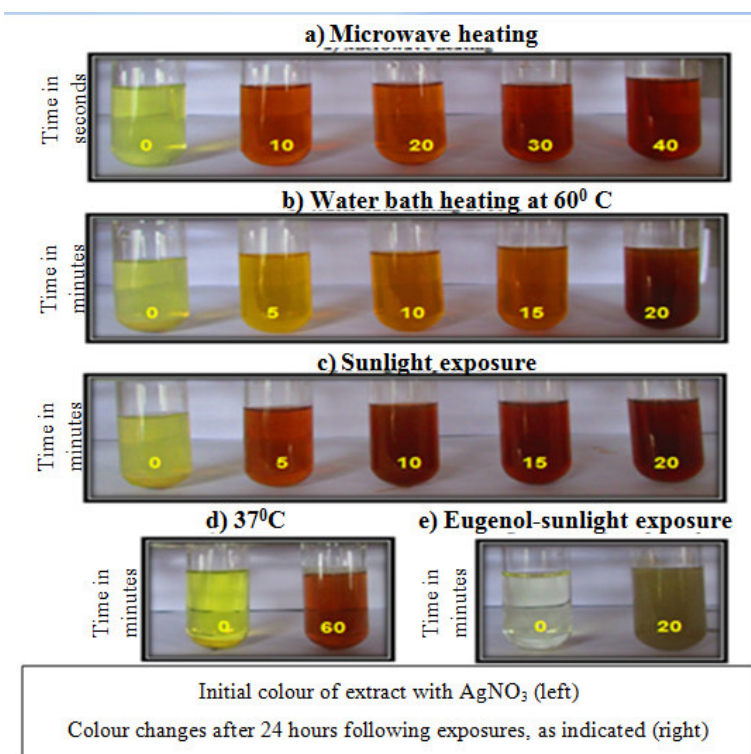 a) Microwave heating
Time in
seconds
0 10 20 30 40
b) Water bath heating at 60⁰ C
Time in
minutes
0 5 10 15 20
c) Sunlight exposure
Time in
minutes
0 5 10 15 20
d) 37⁰C
Time in
minutes
0 60
e) Eugenol-sunlight exposure
Time in
minutes
0 20
Initial colour of extract with AgNO₃ (left)
Colour changes after 24 hours following exposures, as indicated (right)